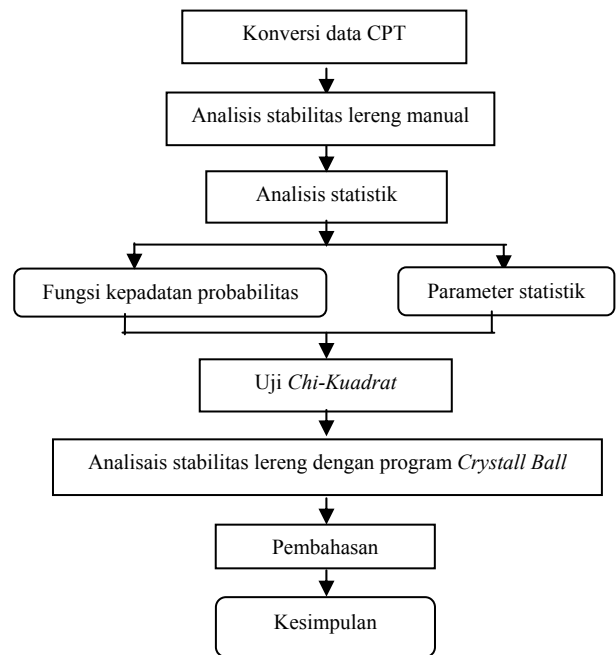 Konversi data CPT
Analisis stabilitas lereng manual
Analisis statistik
Fungsi kepadatan probabilitas
Parameter statistik
Uji Chi-Kuadrat
Analisais stabilitas lereng dengan program Crystall Ball
Pembahasan
Kesimpulan